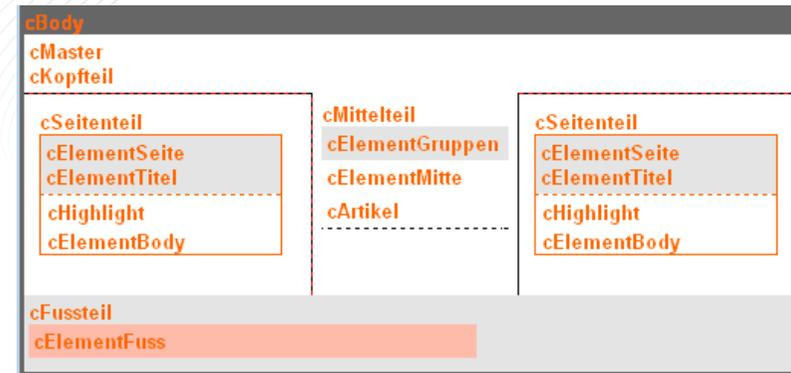 cBody
cMaster
cKopfteil
cSeitenteil
cElementSeite
cElementTitel
cHighlight
cElementBody
cMittelteil
cElementGruppen
cElementMitte
cArtikel
cSeitenteil
cElementSeite
cElementTitel
cHighlight
cElementBody
cFussteil
cElementFuss